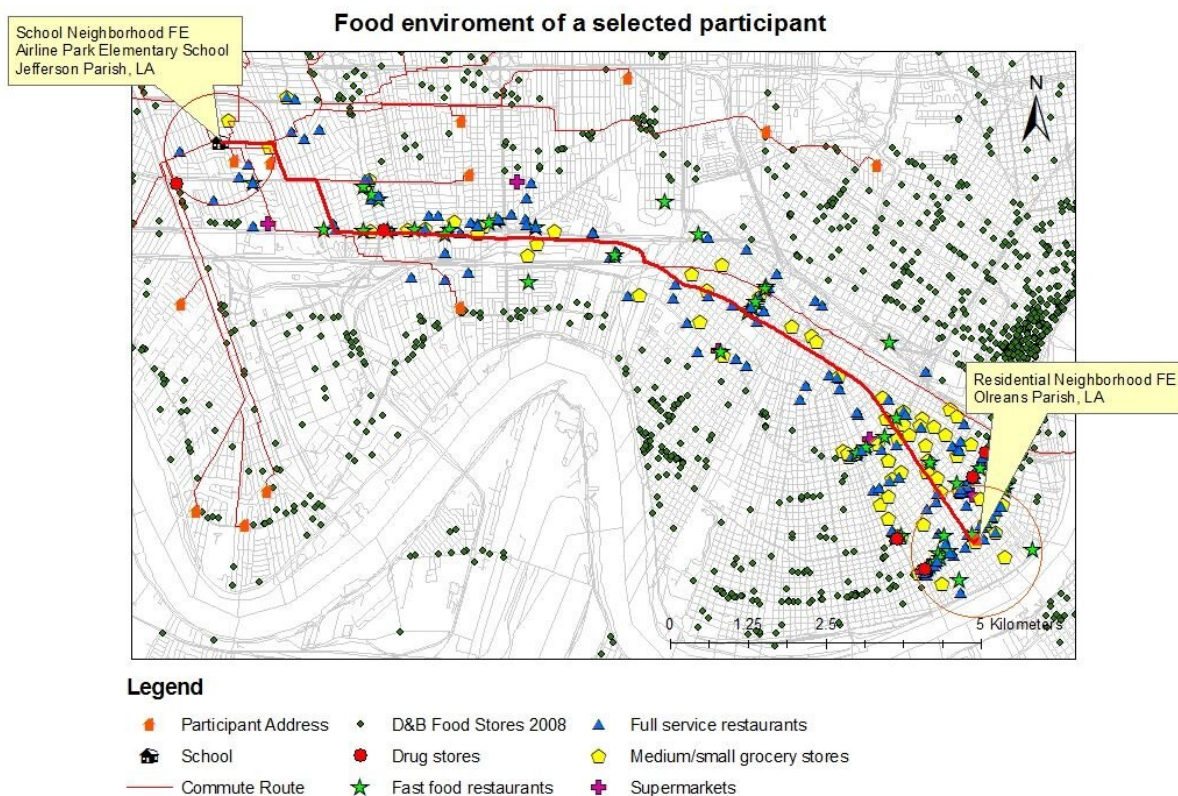 Food enviroment of a selected participant
School Neighborhood FE
Airline Park Elementary School
Jefferson Parish, LA
N
Residential Neighborhood FE
Olreans Parish, LA
0 1.25 2.5 5 Kilometers
Legend
Participant Address
D&B Food Stores 2008
Full service restaurants
School
Drug stores
Medium/small grocery stores
Commute Route
Fast food restaurants
Supermarkets